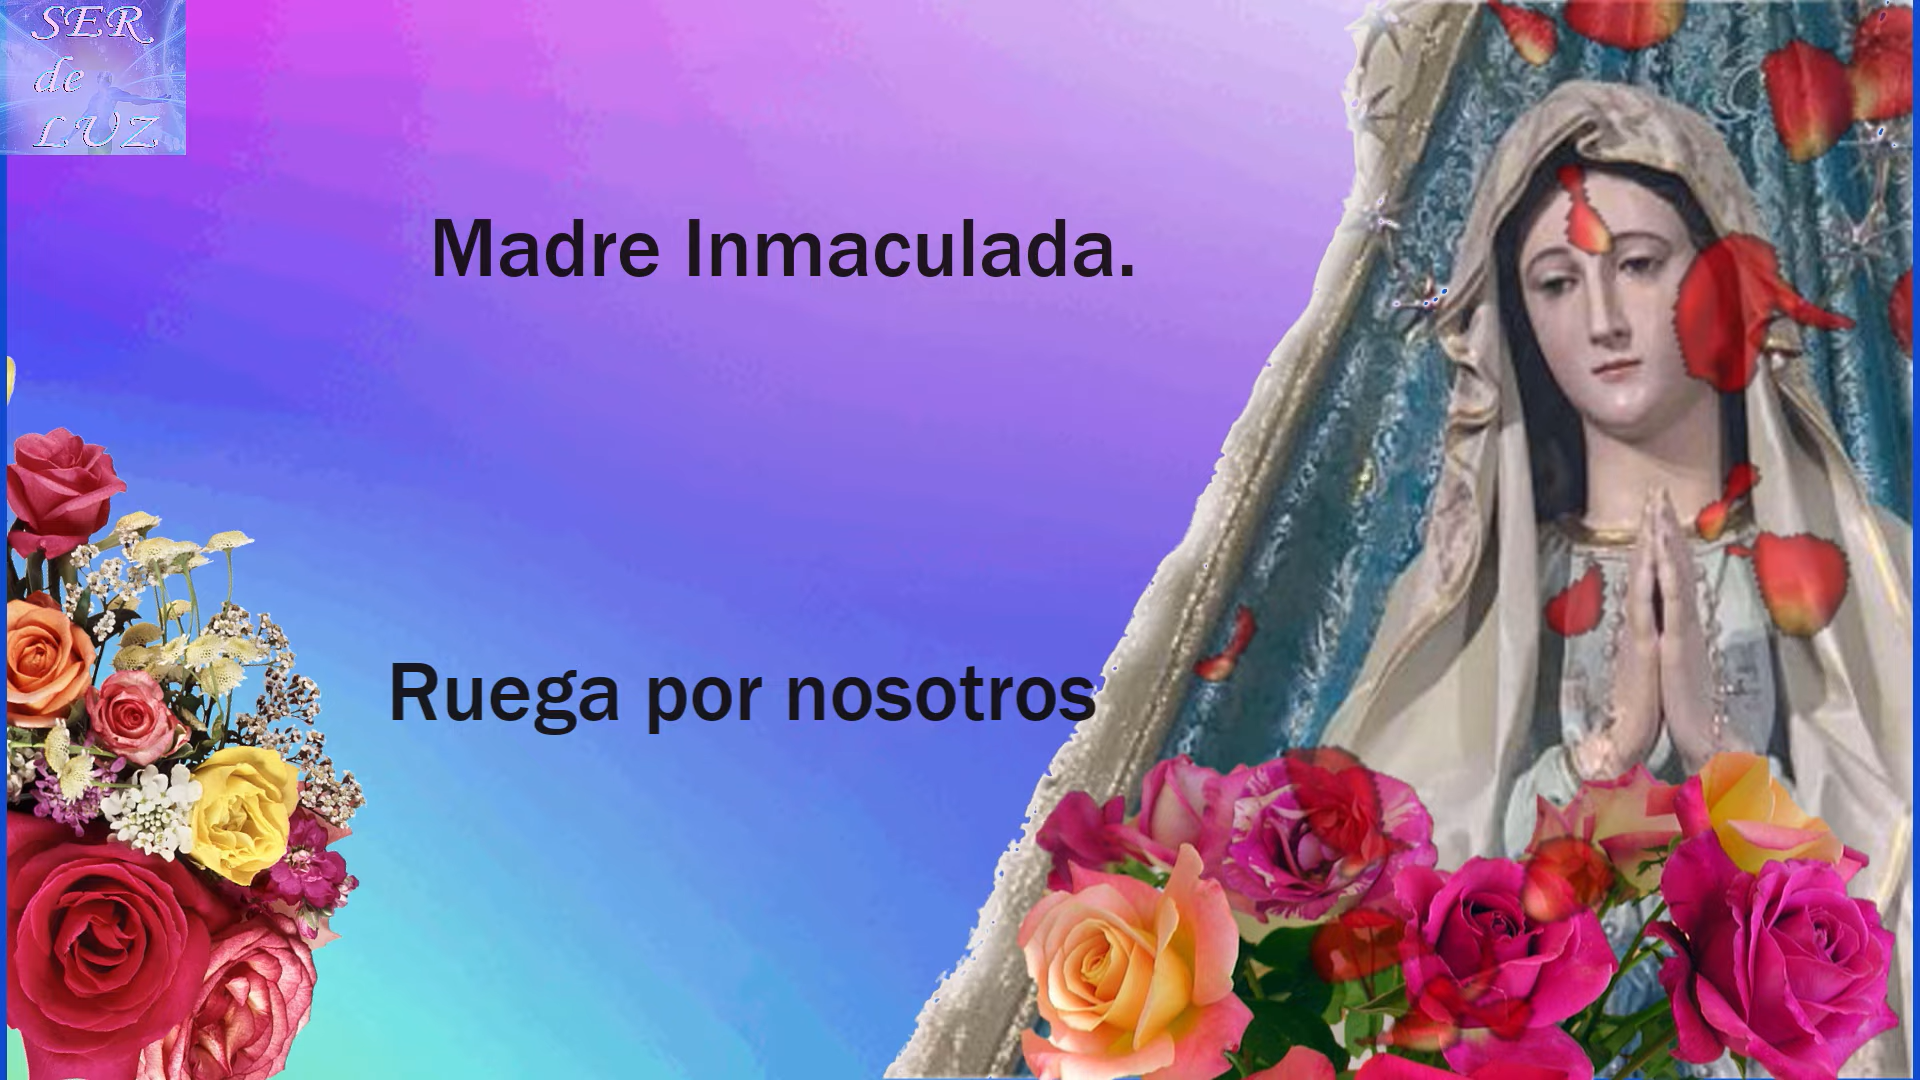 SER
de
LUZ
Madre Inmaculada.
Ruega por nosotros